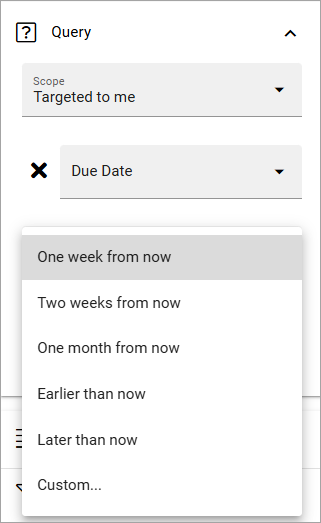 Query
Scope
Targeted to me
Due Date
One week from now
Two weeks from now
One month from now
Earlier than now
Later than now
Custom...